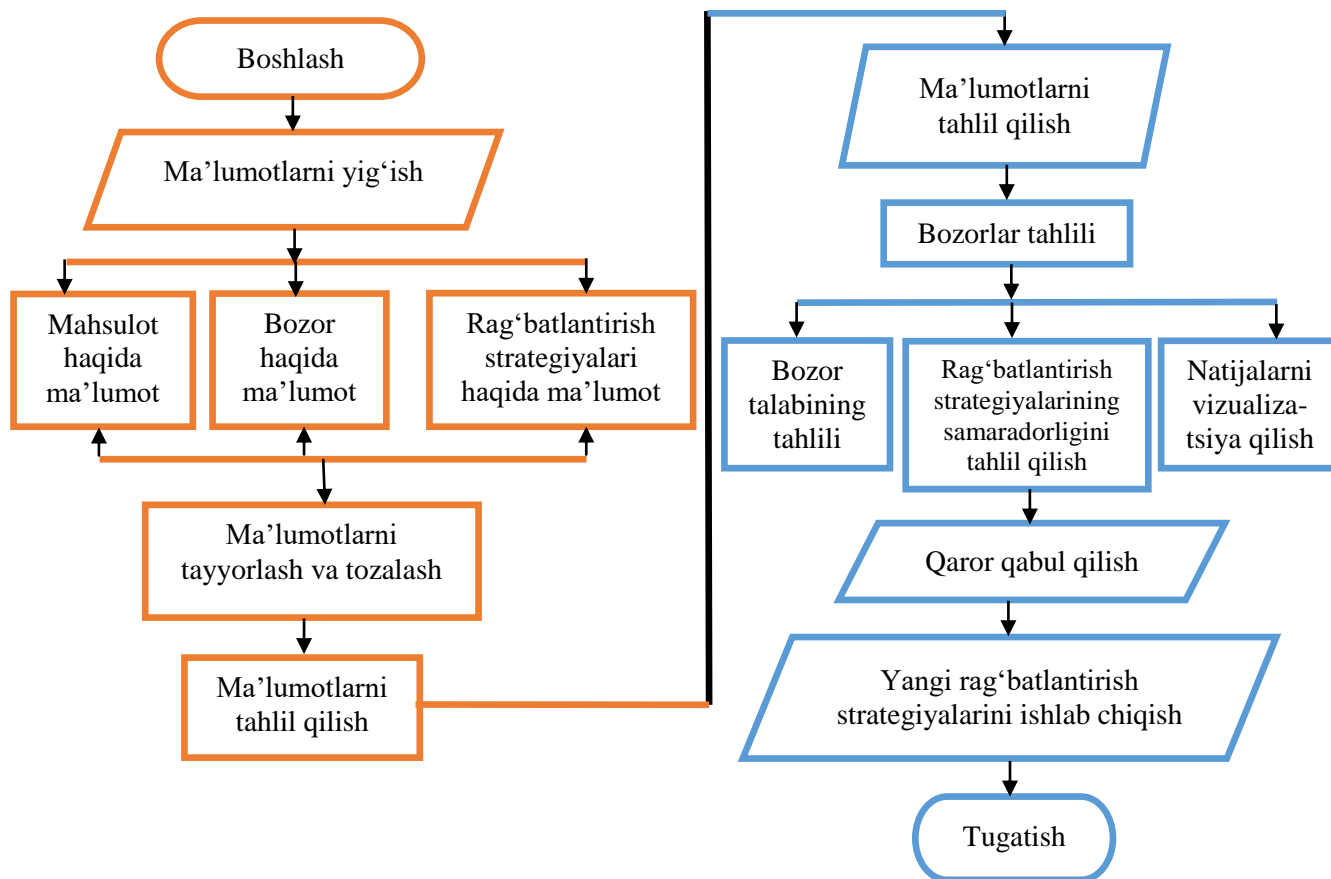 Boshlash
Ma’lumotlarni yig‘ish
Mahsulot
haqida
ma’lumot
Bozor
haqida
ma’lumot
Rag‘batlantirish
strategiyalari
haqida ma’lumot
Ma’lumotlarni
tayyorlash va tozalash
Ma’lumotlarni
tahlil qilish
Ma’lumotlarni
tahlil qilish
Bozorlar tahlili
Bozor
talabining
tahlili
Rag‘batlantirish
strategiyalarining
samaradorligini
tahlil qilish
Natijalarni
vizualiza-
tsiya qilish
Qaror qabul qilish
Yangi rag‘batlantirish
strategiyalarini ishlab chiqish
Tugatish